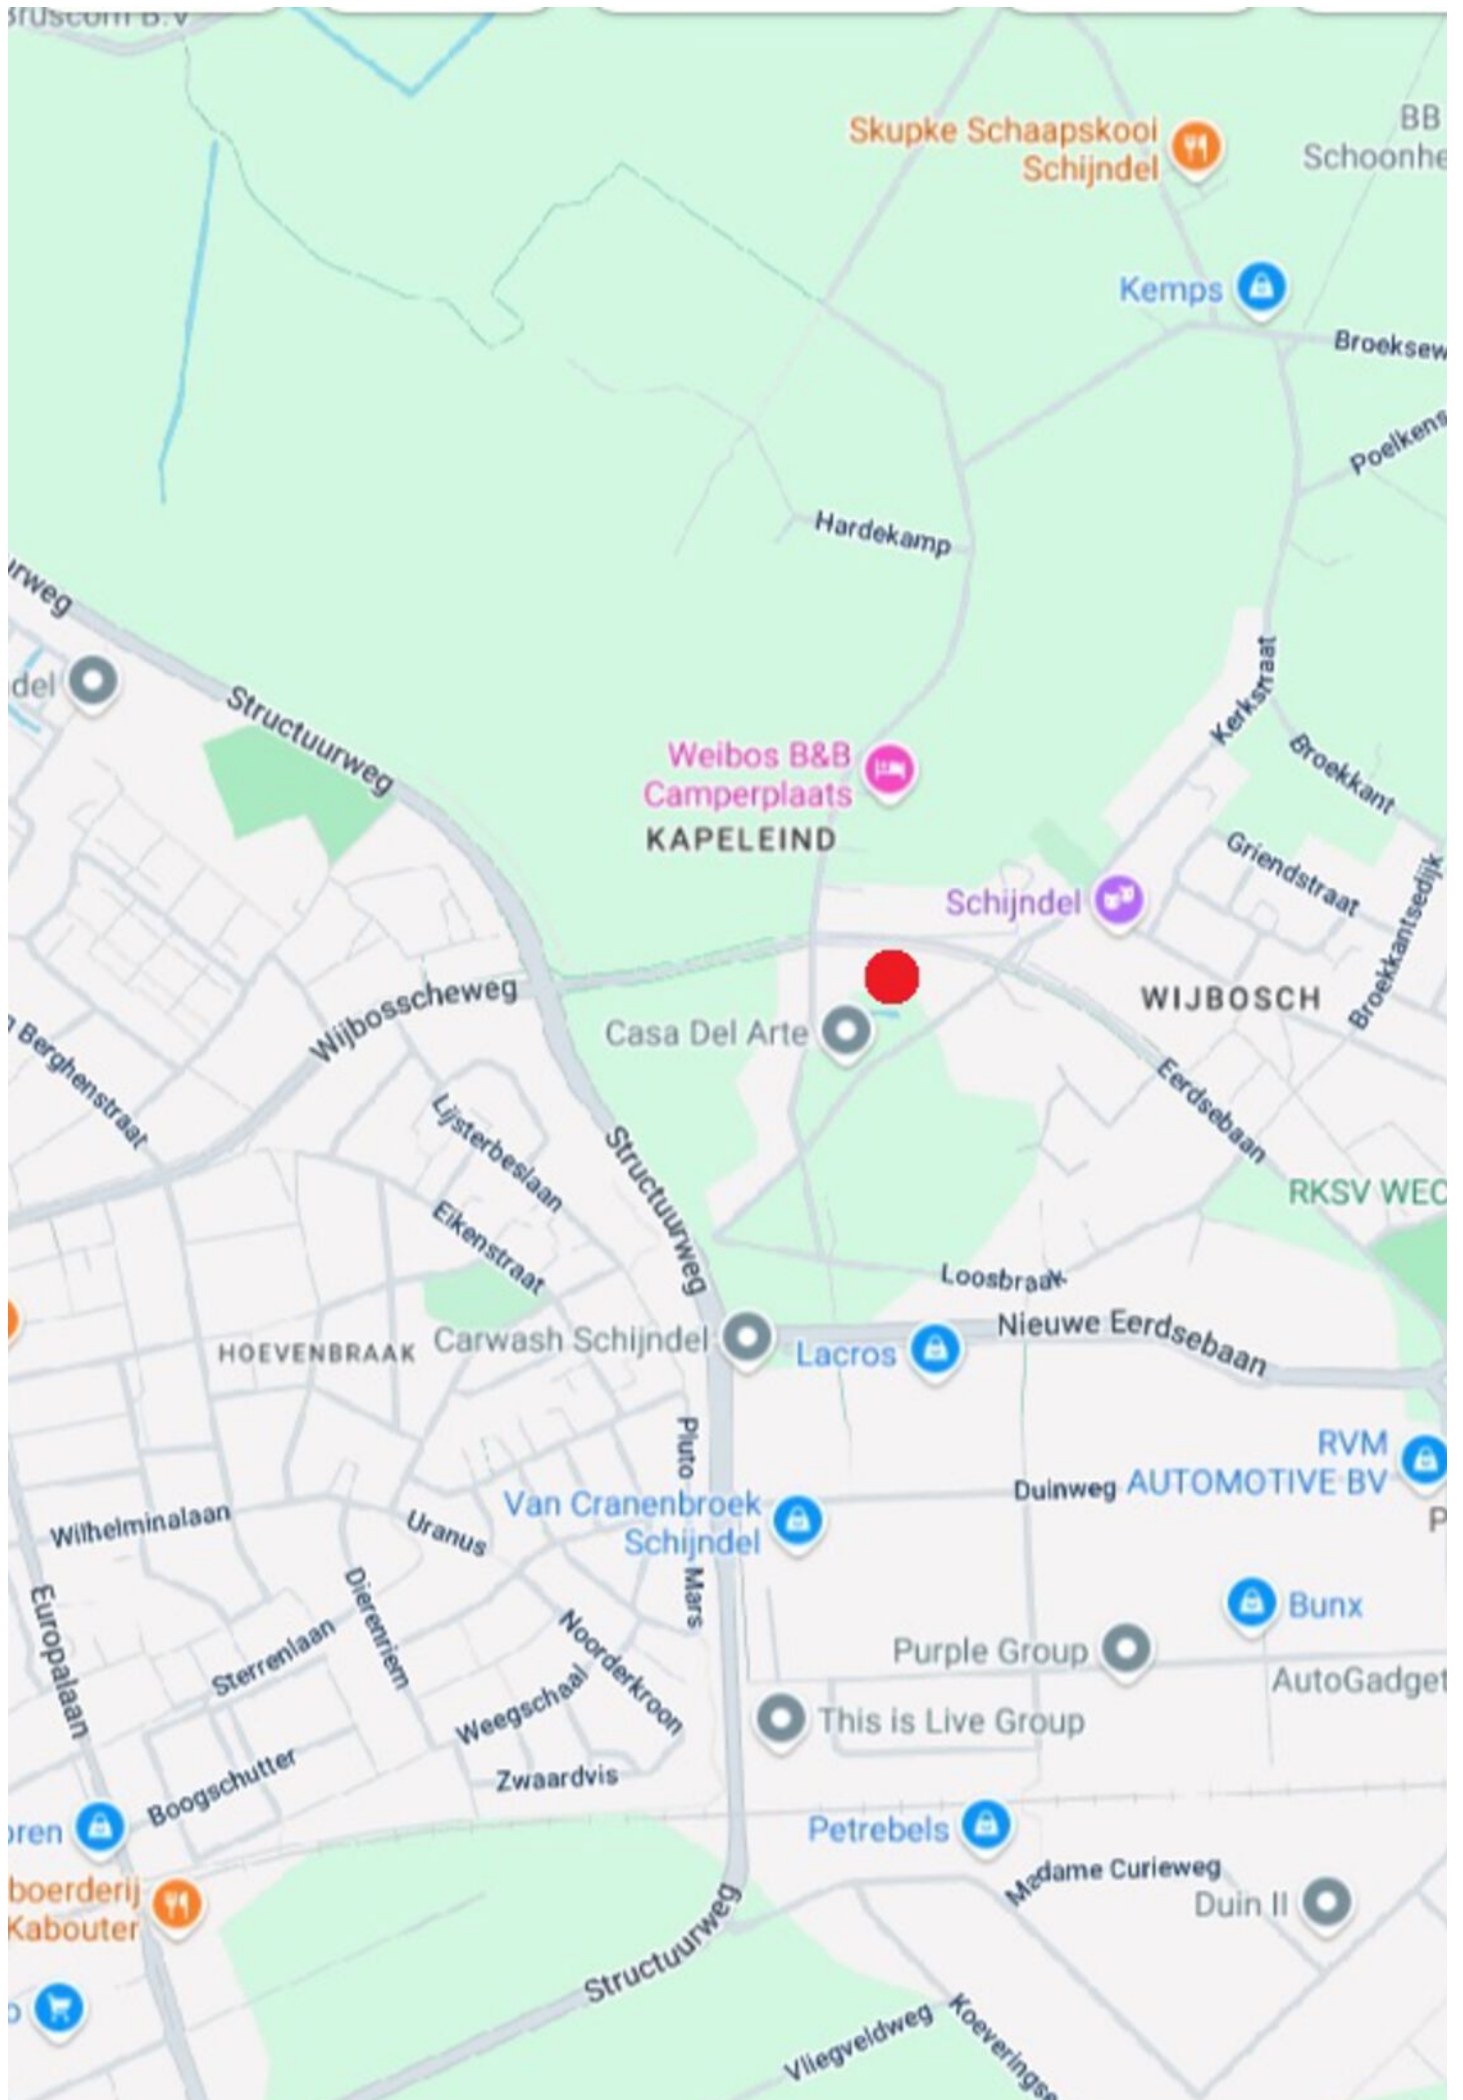 Bruscom B.V
Skupke Schaapskooi
Schijndel
BB
Schoonhe
Kemps
Broeksew
Poelkens
Hardekamp
rweg
del
Structuurweg
Kerkstraat
Broekkant
Weibos B&B
Camperplaats
KAPELEIND
Griendstraat
Schijndel
Broekkantsedijk
Wijbosscheweg
WIJBOSCH
Casa Del Arte
Berghenstraat
Eerdsebaan
Lijsterbeslaan
Structuurweg
RKSV WEC
Eikenstraat
Loosbraak
Nieuwe Eerdsebaan
HOEVENBRAAK
Carwash Schijndel
Lacros
Pluto
RVM
AUTOMOTIVE BV
Duinweg
Van Cranenbroek
Schijndel
Wilhelminalaan
Uranus
P
Mars
Dierenriem
Europalaan
Bunx
Noorderkroon
Sterrenlaan
Purple Group
AutoGadget
Weegschaal
This is Live Group
Zwaardvis
Boogschutter
oren
Petrebels
Madame Curieweg
boerderij
Kabouter
Duin II
Structuurweg
o
Vliegveldweg
Koeveringse